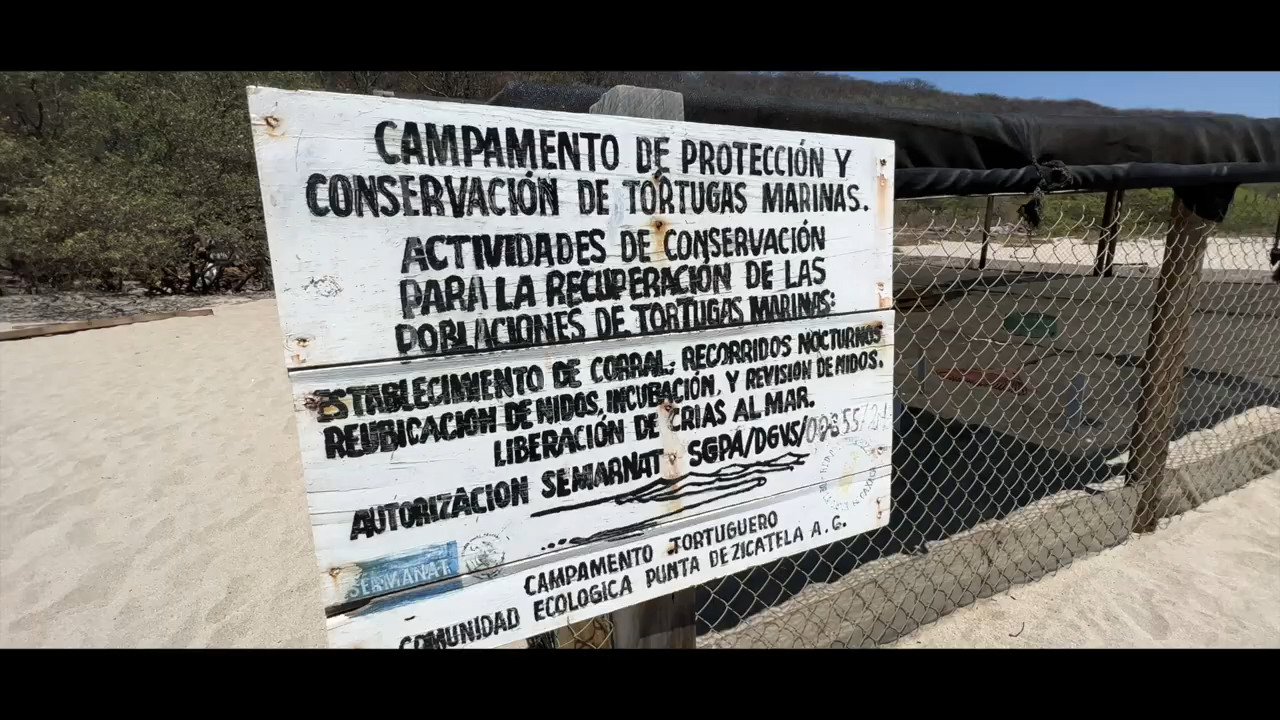 CAMPAMENTO DE PROTECCIÓN Y
CONSERVACIÓN DE TORTUGAS MARINAS.
ACTIVIDADES DE CONSERVACIÓN
PARA LA RECUPERACIÓN DE LAS
POBLACIONES DE TORTUGAS MARINAS:
ESTABLECIMIENTO DE CORRAL, RECORRIDOS NOCTURNOS
REUBICACION DE NIDOS, INCUBACIÓN, Y REVISION DE NIDOS.
LIBERACIÓN DE CRIAS AL MAR.
AUTORIZACION SEMARNAT SGPA/DGVS/
SEMARNAT
CAMPAMENTO TORTUGUERO
COMUNIDAD ECOLOGICA PUNTA DE ZICATELA A.C.